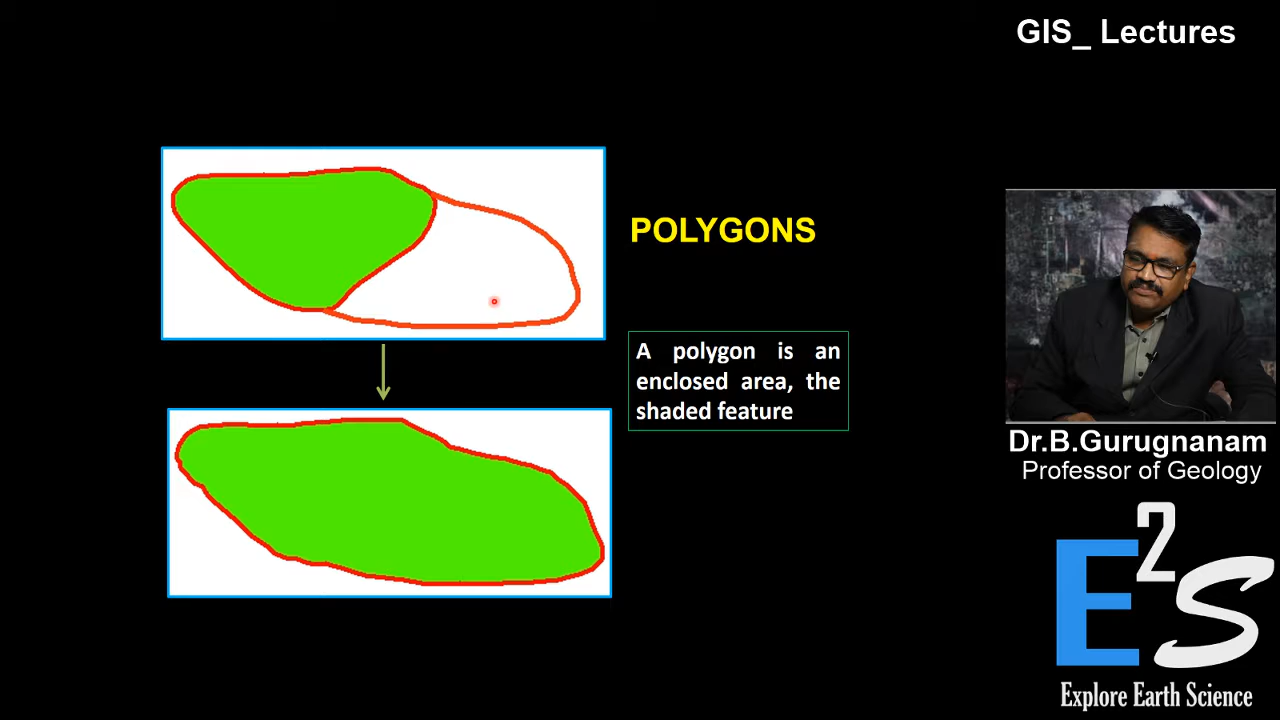 GIS_ Lectures
POLYGONS
A polygon is an
enclosed area, the
shaded feature
Dr.B.Gurugnanam
Professor of Geology
E2S
Explore Earth Science